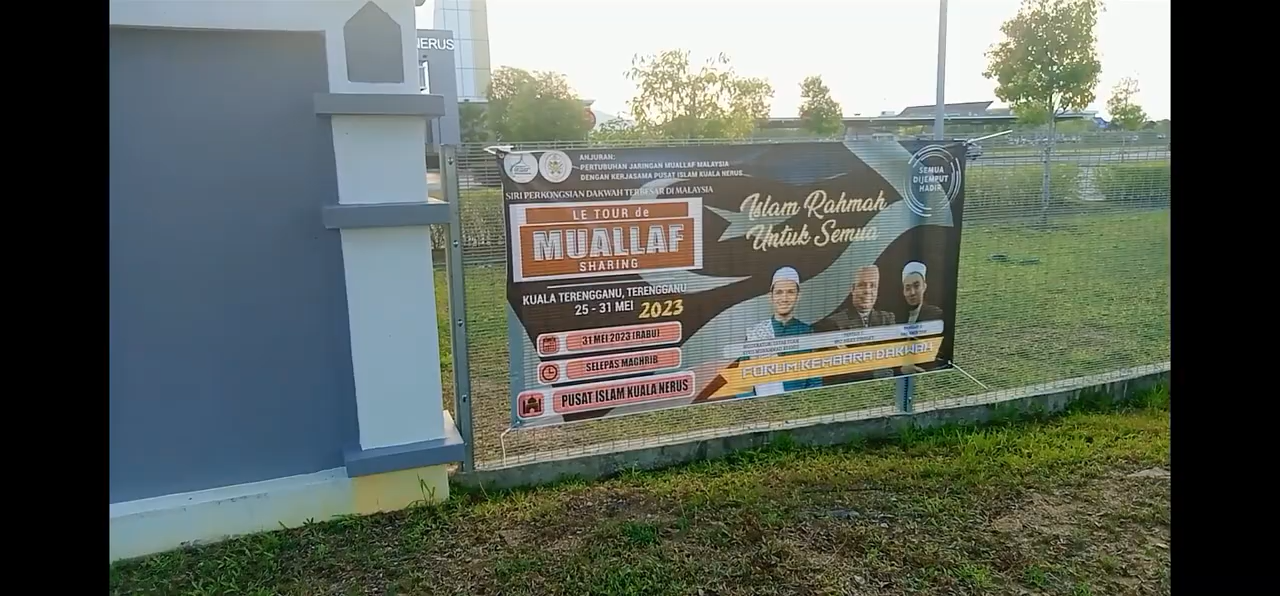 NERUS
ANJURAN:
PERTUBUHAN JARINGAN MUALLAF MALAYSIA
DENGAN KERJASAMA PUSAT ISLAM KUALA NERUS
SIRI PERKONGSIAN DAKWAH TERBESAR DI MALAYSIA
LE TOUR de
MUALLAF
SHARING
KUALA TERENGGANU, TERENGGANU
25 - 31 MEI 2023
31 MEI 2023 (RABU)
SELEPAS MAGHRIB
PUSAT ISLAM KUALA NERUS
Islam Rahmah
Untuk Semua
SEMUA
DIJEMPUT
HADIR
FORUM KEMBARA DAKWAH